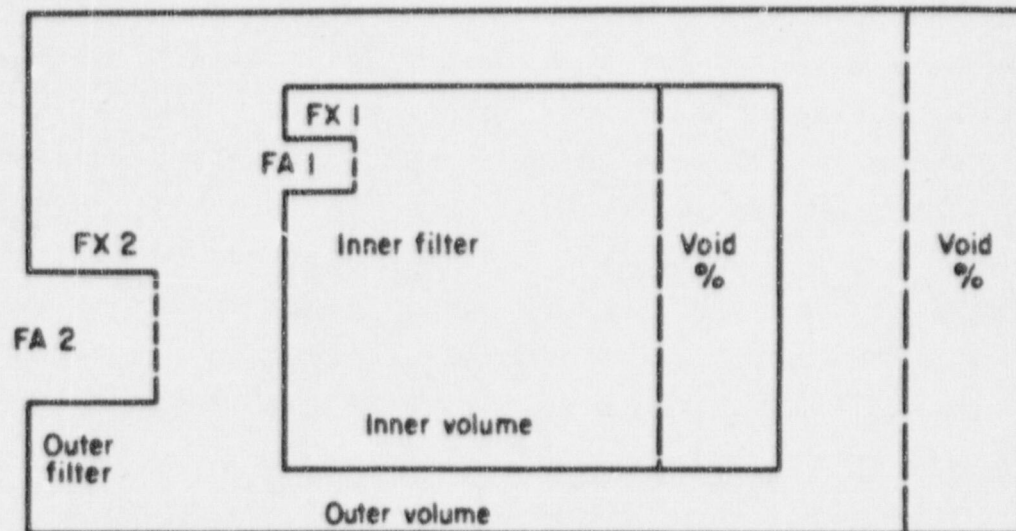 FX 1
FA 1
FX 2
Inner filter
Void
%
Void
%
FA 2
Inner volume
Outer
filter
Outer volume